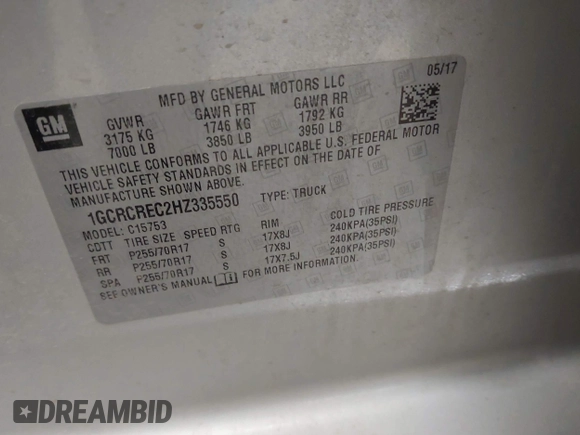 GM
MFD BY GENERAL MOTORS LLC 05/17
GVWR GAWR FRT GAWR RR
3175 KG 1746 KG 1792 KG
7000 LB 3850 LB 3950 LB
THIS VEHICLE CONFORMS TO ALL APPLICABLE U.S. FEDERAL MOTOR
VEHICLE SAFETY STANDARDS IN EFFECT ON THE DATE OF
MANUFACTURE SHOWN ABOVE.
1GCRCREC2HZ335550 TYPE: TRUCK
MODEL: C15753
CDTT TIRE SIZE SPEED RTG RIM COLD TIRE PRESSURE
FRT P255/70R17 S 17X8J 240KPA(35PSI)
RR P255/70R17 S 17X8J 240KPA(35PSI)
SPA P255/70R17 S 17X7.5J 240KPA(35PSI)
SEE OWNER'S MANUAL FOR MORE INFORMATION.
DREAMBID